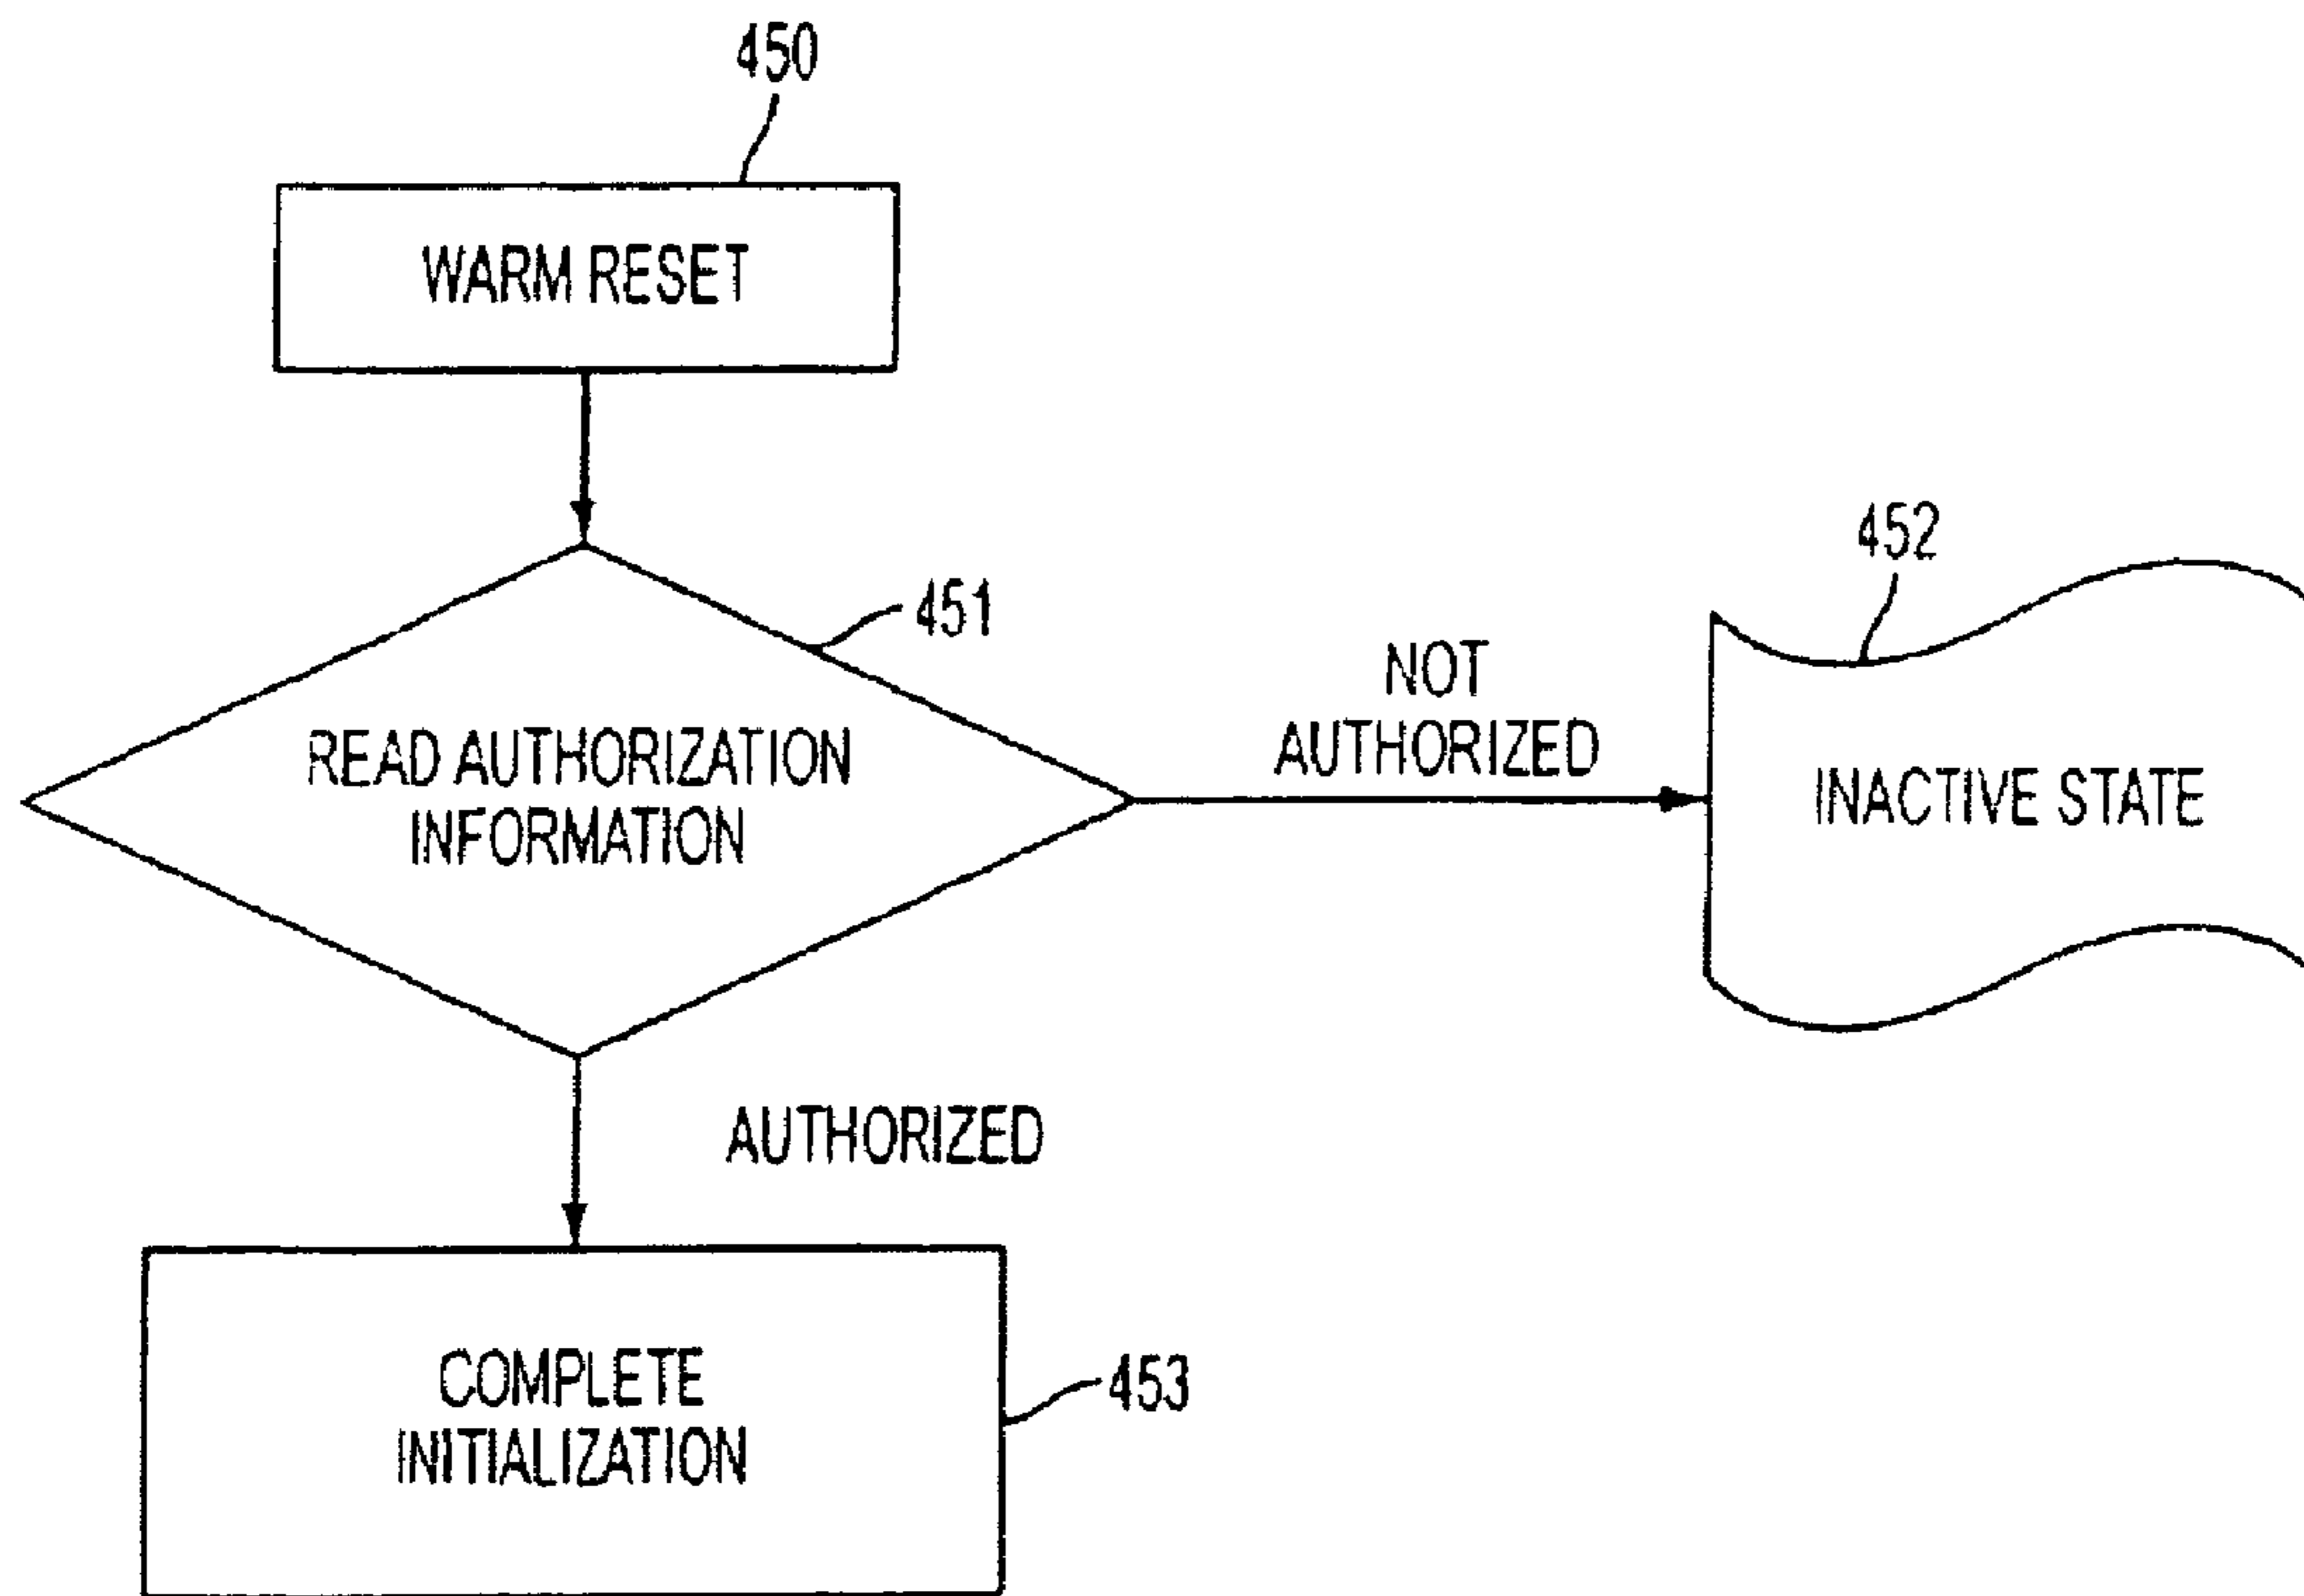 450
WARM RESET
451
452
NOT
AUTHORIZED
READ AUTHORIZATION
INFORMATION
INACTIVE STATE
AUTHORIZED
453
COMPLETE
INITIALIZATION